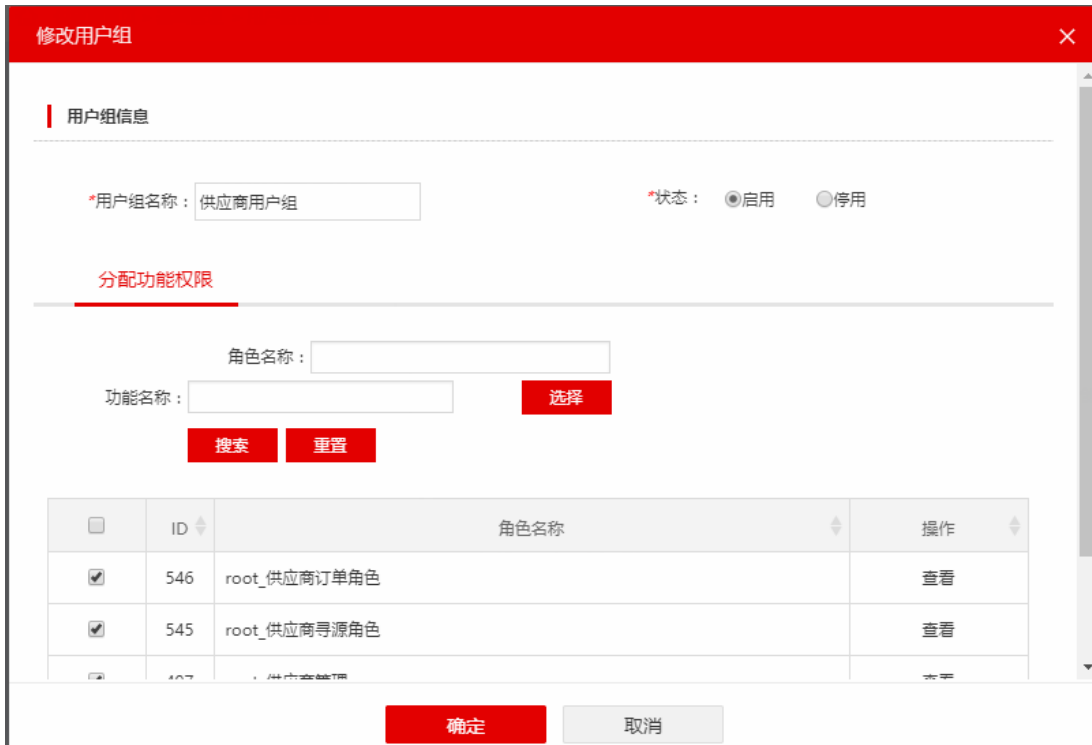 修改用户组
用户组信息
*用户组名称：供应商用户组 *状态： 启用 停用
分配功能权限
角色名称：
功能名称： 选择
搜索 重置
ID 角色名称 操作
546 root_供应商订单角色 查看
545 root_供应商寻源角色 查看
确定 取消